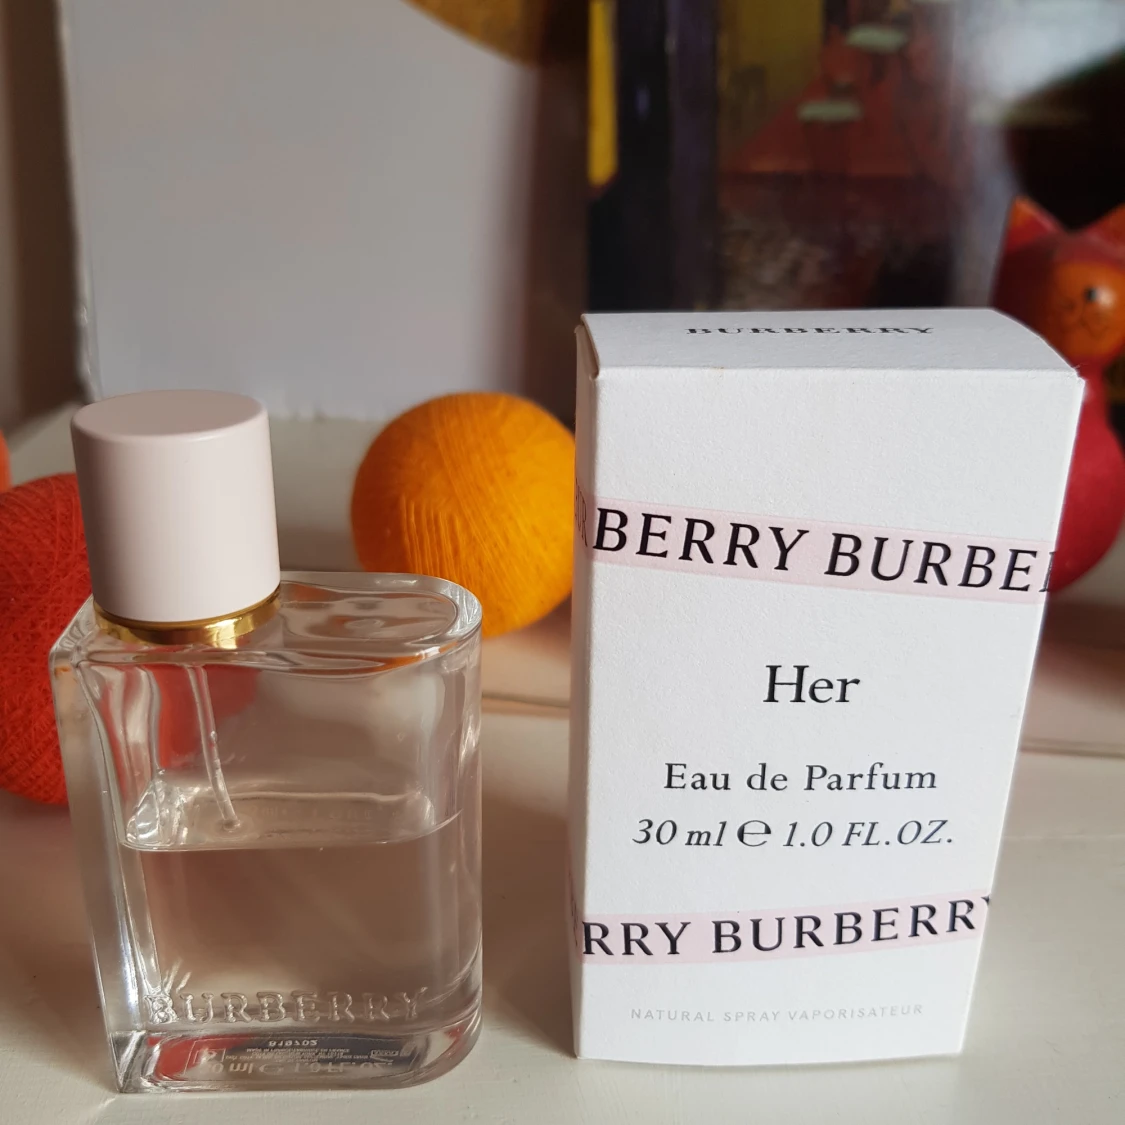 BURBERRY
BERRY BURBE
Her
Eau de Parfum
30 ml ℮ 1.0 FL.OZ.
RRY BURBERRY
NATURAL SPRAY VAPORISATEUR
BURBERRY